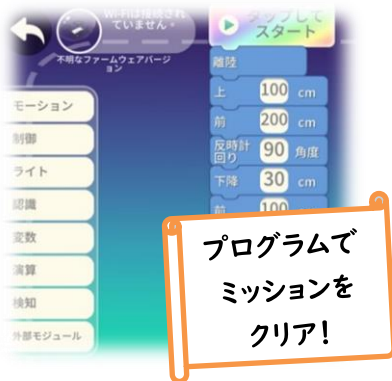 Wi-Fiは接続され
ていません。
不明なファームウェアバージ
ョン
タップして
スタート
離陸
上 100 cm
前 200 cm
反時計
回り 90 角度
下降 30 cm
前 100
モーション
制御
ライト
認識
変数
演算
検知
外部モジュール
プログラムで
ミッションを
クリア!